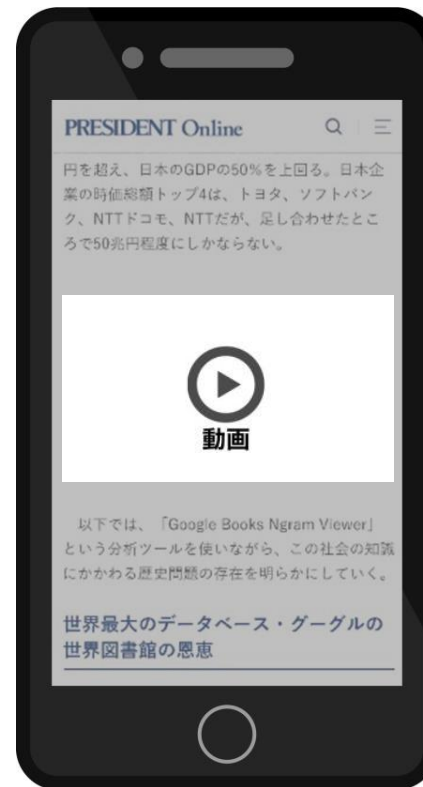 PRESIDENT Online
円を超え、日本のGDPの50%を上回る。日本企
業の時価総額トップ4は、トヨタ、ソフトバン
ク、NTTドコモ、NTTだが、足し合わせたとこ
ろで50兆円程度にしかならない。
動画
以下では、「Google Books Ngram Viewer」
という分析ツールを使いながら、この社会の知識
にかかわる歴史問題の存在を明らかにしていく。
世界最大のデータベース・グーグルの
世界図書館の恩恵